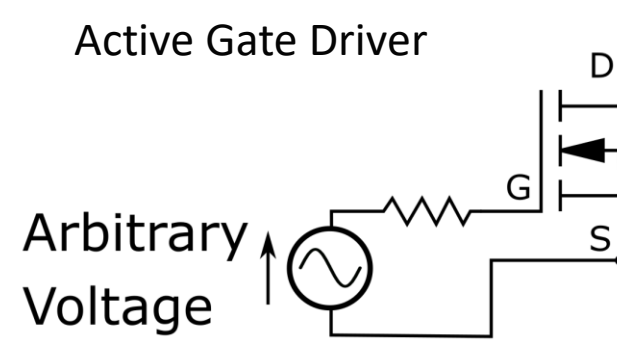 Active Gate Driver
D
G
Arbitrary
Voltage
S